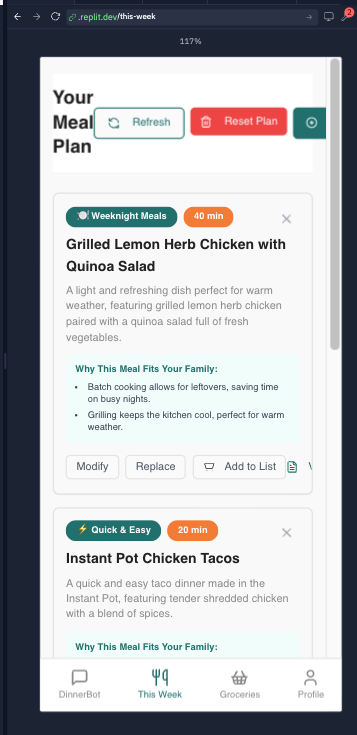 .replit.dev/this-week
2
117%
Your
Meal
Plan
Refresh
Reset Plan
Weeknight Meals
40 min
Grilled Lemon Herb Chicken with
Quinoa Salad
A light and refreshing dish perfect for warm
weather, featuring grilled lemon herb chicken
paired with a quinoa salad full of fresh
vegetables.
Why This Meal Fits Your Family:
• Batch cooking allows for leftovers, saving time
on busy nights.
• Grilling keeps the kitchen cool, perfect for warm
weather.
Modify
Replace
Add to List
Quick & Easy
20 min
Instant Pot Chicken Tacos
A quick and easy taco dinner made in the
Instant Pot, featuring tender shredded chicken
with a blend of spices.
Why This Meal Fits Your Family:
DinnerBot
This Week
Groceries
Profile